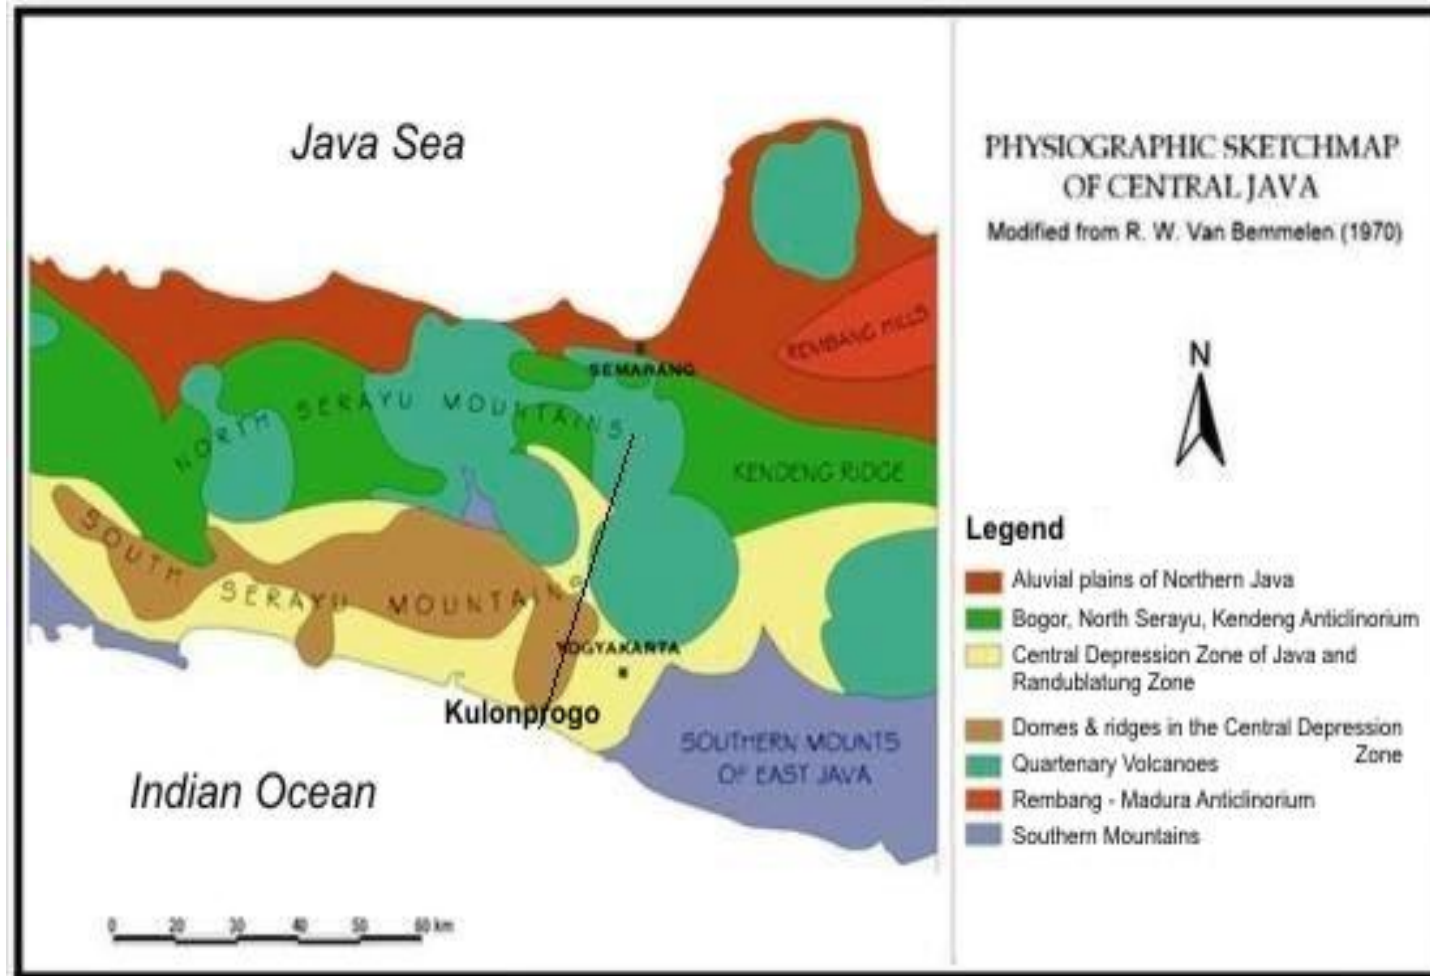 Java Sea
PHYSIOGRAPHIC SKETCHMAP
OF CENTRAL JAVA
Modified from R. W. Van Bemmelen (1970)
REMBANG HILLS
N
SEMARANG
NORTH SERAYU MOUNTAINS
KENDENG RIDGE
SOUTH SERAYU MOUNTAINS
YOGYAKARTA
Kulonprogo
SOUTHERN MOUNTS
OF EAST JAVA
Indian Ocean
Legend
Aluvial plains of Northern Java
Bogor, North Serayu, Kendeng Anticlinorium
Central Depression Zone of Java and
Randublatung Zone
Domes & ridges in the Central Depression
Zone
Quartenary Volcanoes
Rembang - Madura Anticlinorium
Southern Mountains
0 20 30 40 50 60 km